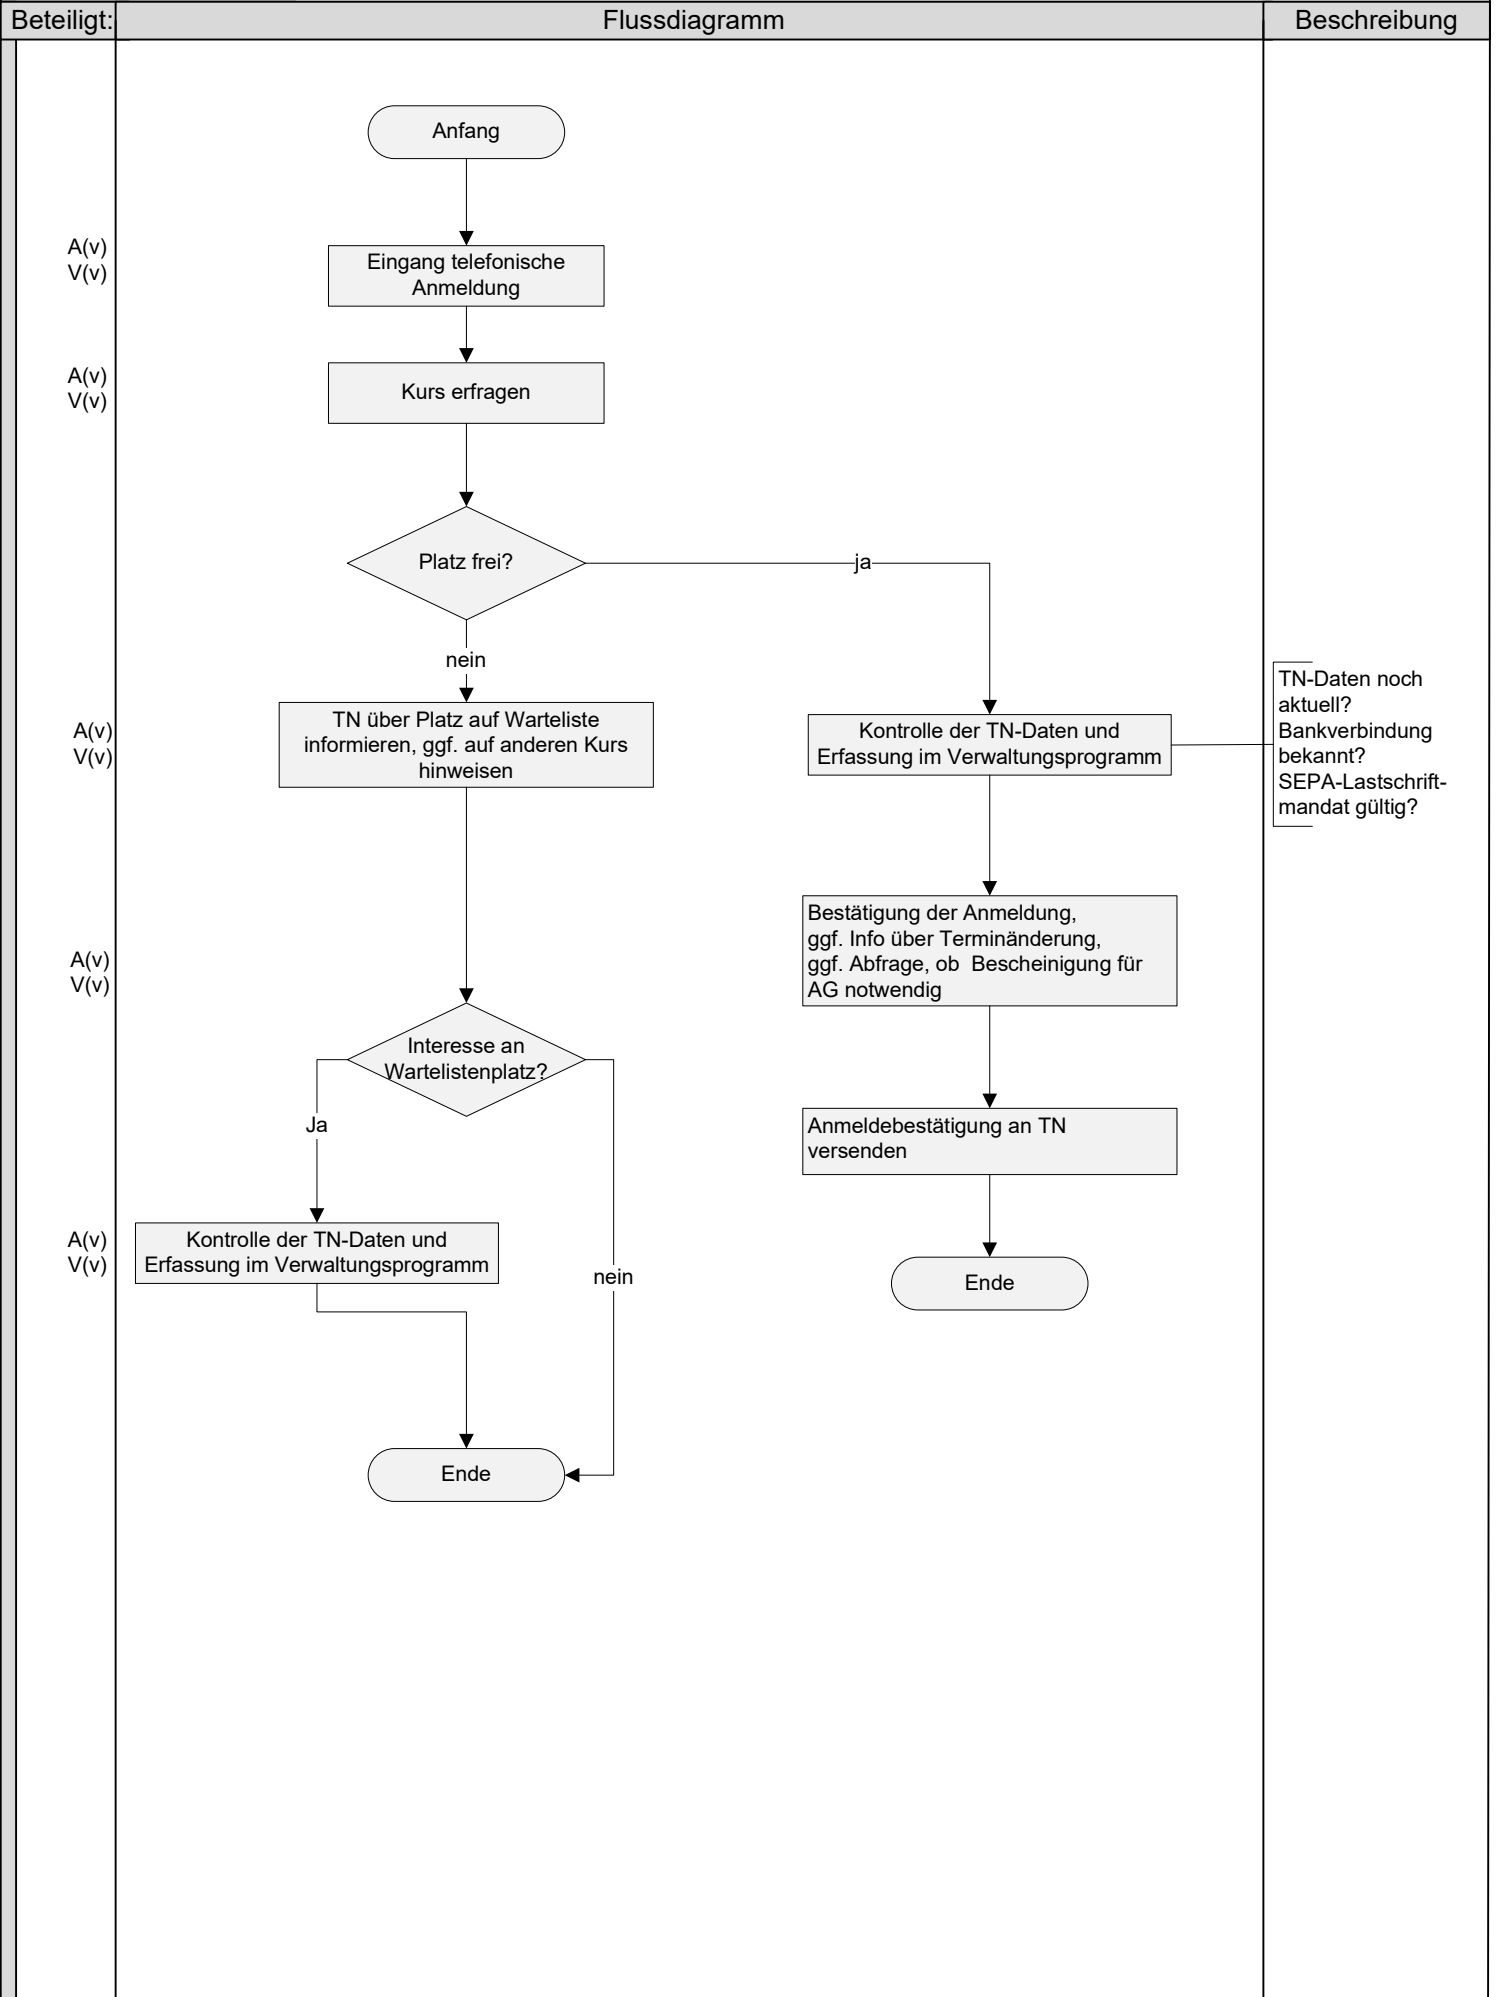 Beteiligt:
Flussdiagramm
Beschreibung
Anfang
A(v)
V(v)
Eingang telefonische
Anmeldung
A(v)
V(v)
Kurs erfragen
Platz frei?
ja
nein
A(v)
V(v)
TN über Platz auf Warteliste
informieren, ggf. auf anderen Kurs
hinweisen
Kontrolle der TN-Daten und
Erfassung im Verwaltungsprogramm
TN-Daten noch
aktuell?
Bankverbindung
bekannt?
SEPA-Lastschrift-
mandat gültig?
A(v)
V(v)
Bestätigung der Anmeldung,
ggf. Info über Terminänderung,
ggf. Abfrage, ob  Bescheinigung für
AG notwendig
Interesse an
Wartelistenplatz?
Ja
Anmeldebestätigung an TN
versenden
A(v)
V(v)
Kontrolle der TN-Daten und
Erfassung im Verwaltungsprogramm
nein
Ende
Ende